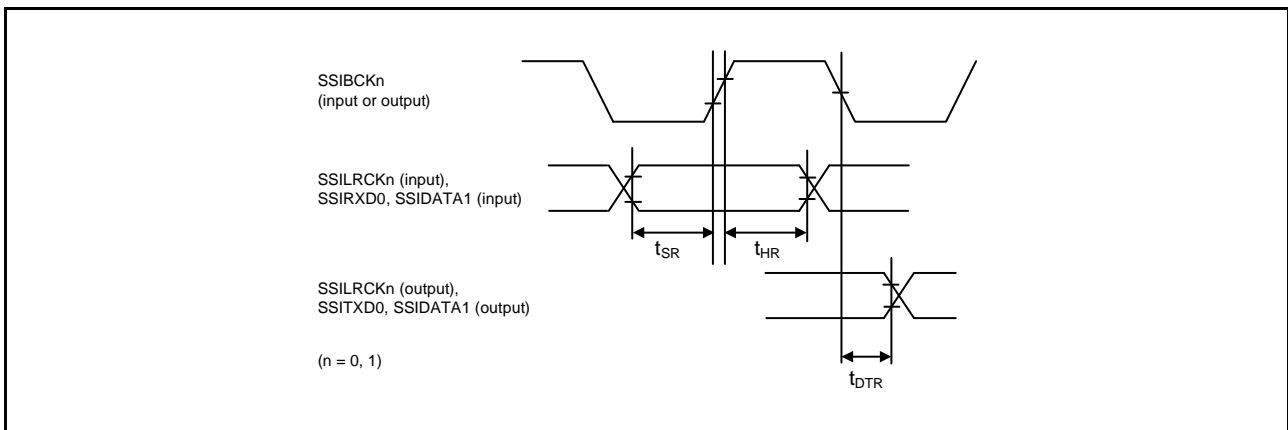 SSIBCKn
(input or output)
SSILRCKn (input),
SSIRXD0, SSIDATA1 (input)
tSR
tHR
SSILRCKn (output),
SSITXD0, SSIDATA1 (output)
(n = 0, 1)
tDTR